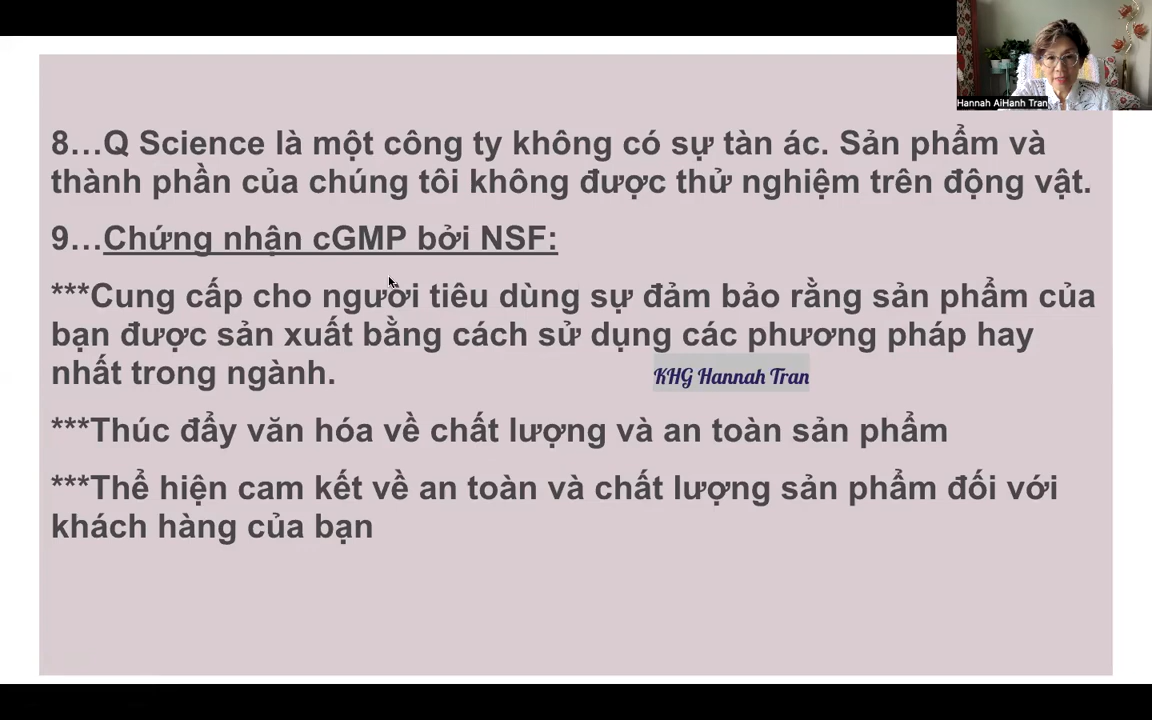 Hannah AiHanh Tran
8…Q Science là một công ty không có sự tàn ác. Sản phẩm và
thành phần của chúng tôi không được thử nghiệm trên động vật.
9…Chứng nhận cGMP bởi NSF:
***Cung cấp cho người tiêu dùng sự đảm bảo rằng sản phẩm của
bạn được sản xuất bằng cách sử dụng các phương pháp hay
nhất trong ngành.
KHG Hannah Tran
***Thúc đẩy văn hóa về chất lượng và an toàn sản phẩm
***Thể hiện cam kết về an toàn và chất lượng sản phẩm đối với
khách hàng của bạn